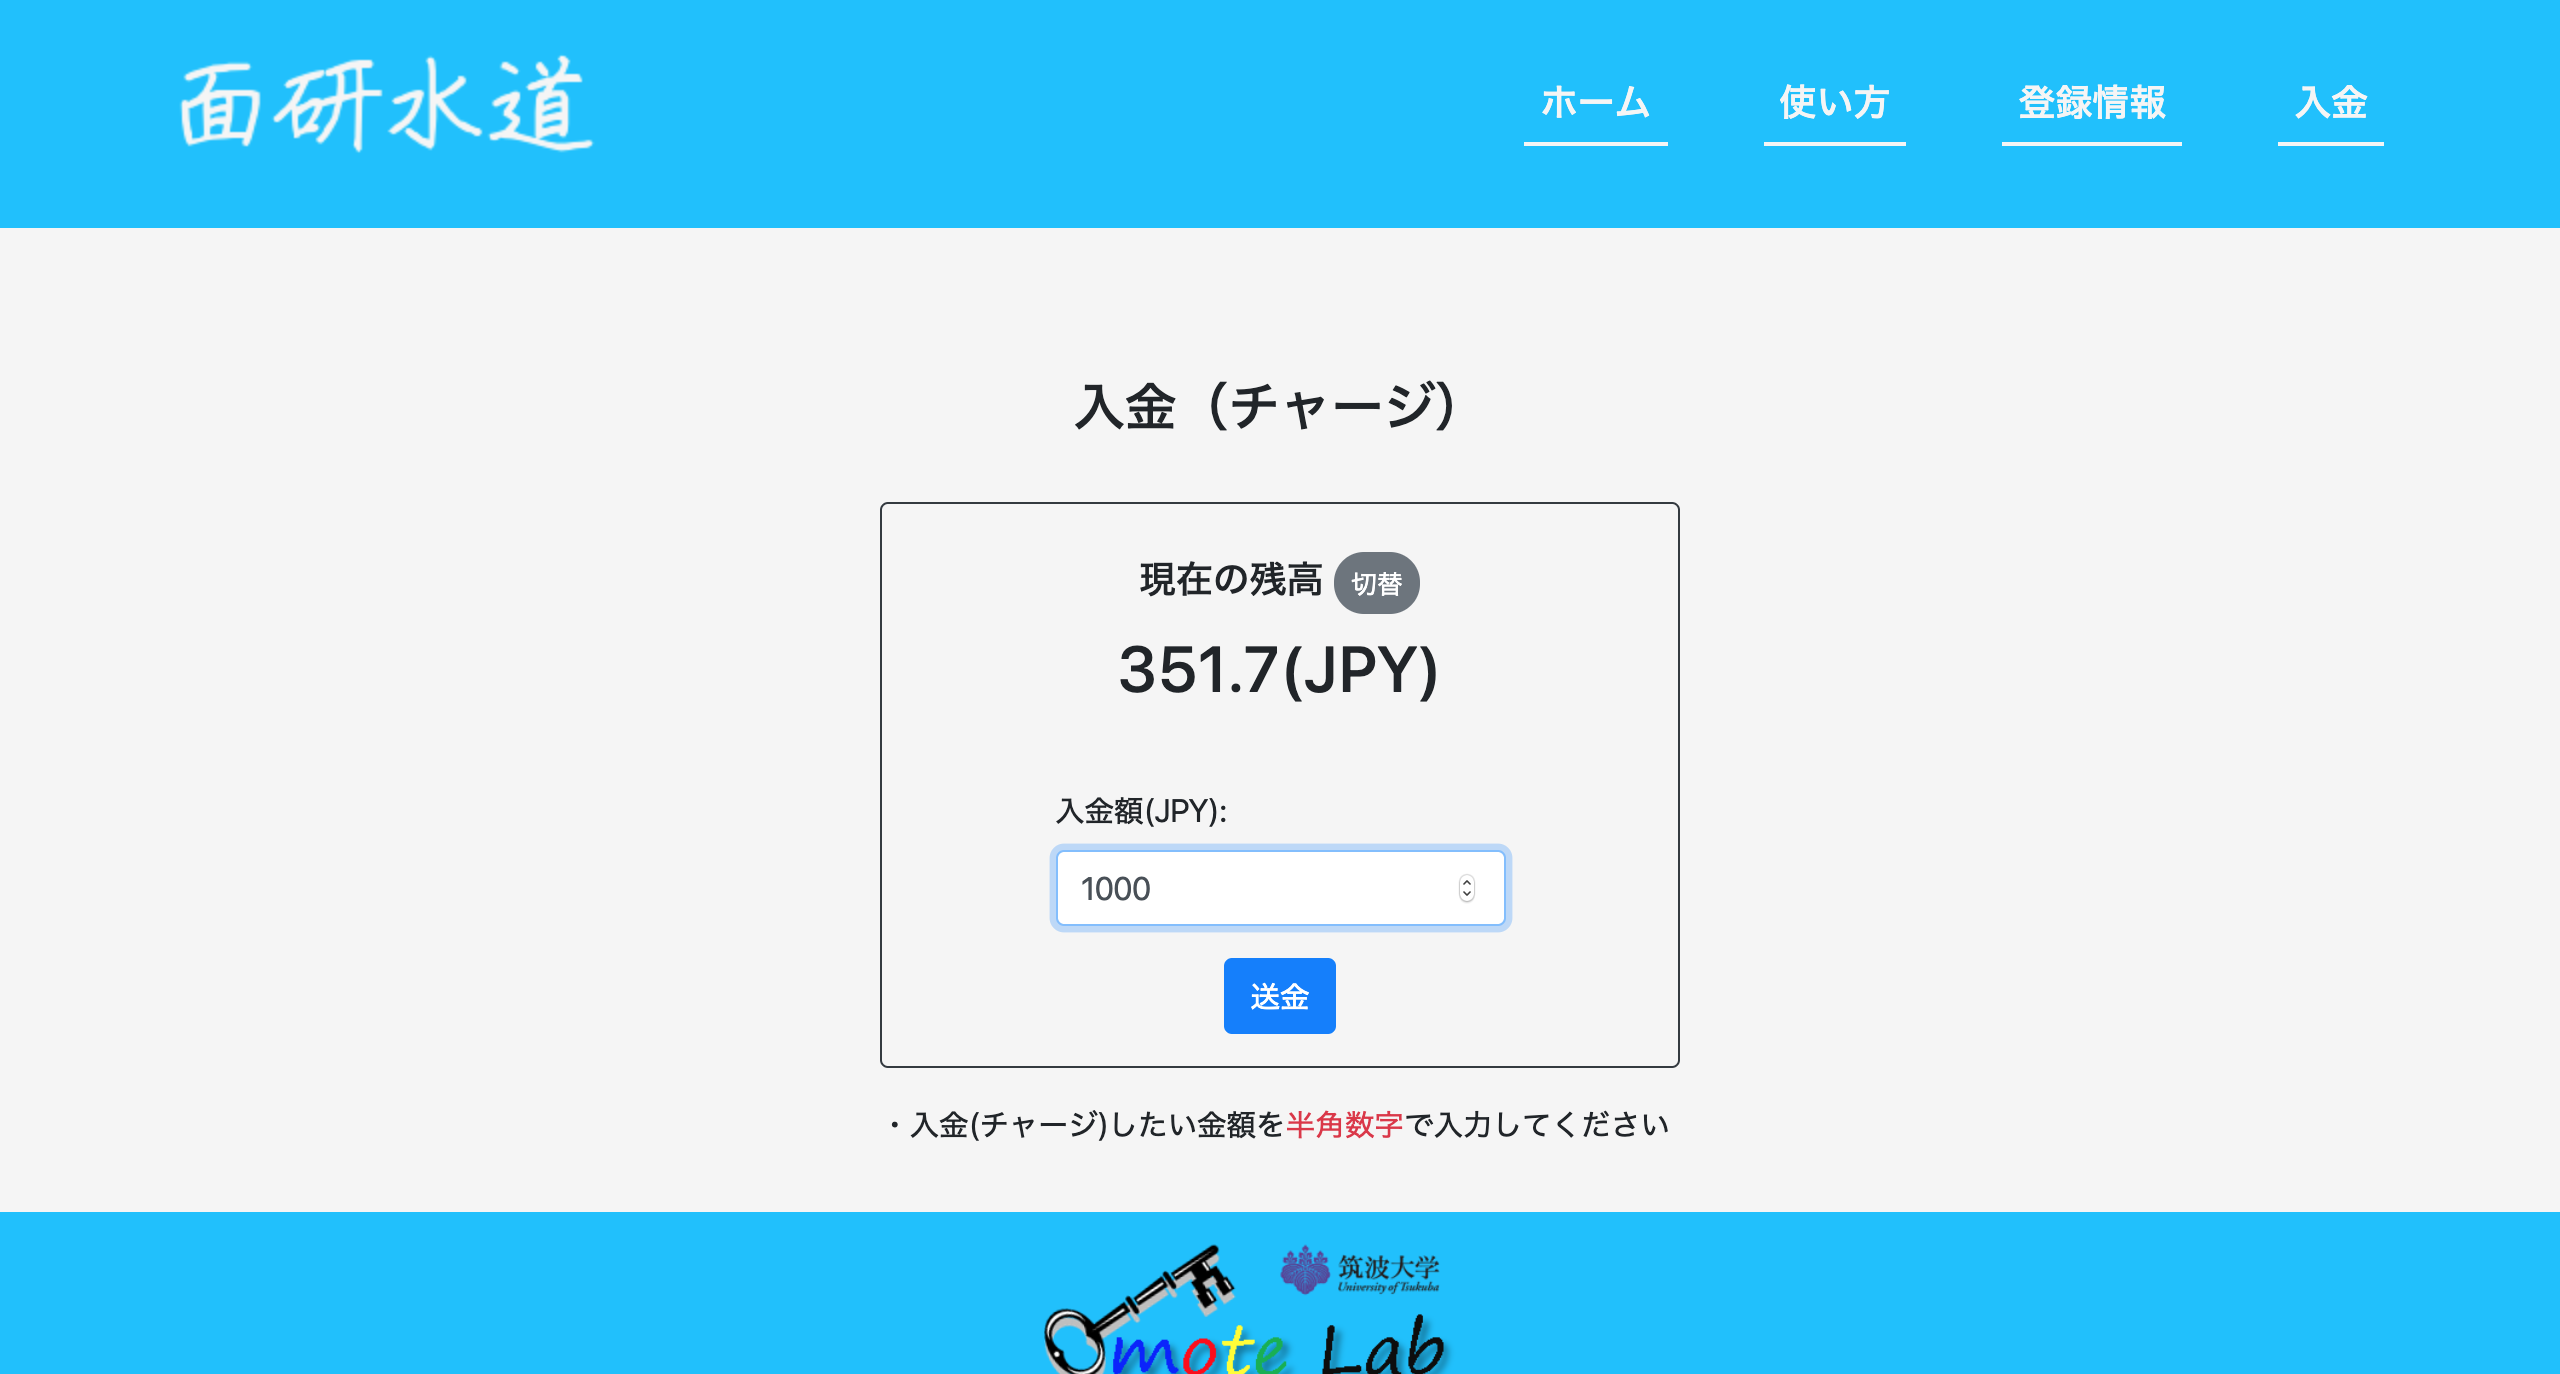 面研水道
ホーム 使い方 登録情報 入金
入金（チャージ）
現在の残高 切替
351.7(JPY)
入金額(JPY):
1000
送金
・入金(チャージ)したい金額を半角数字で入力してください
筑波大学
University of Tsukuba
Omote Lab